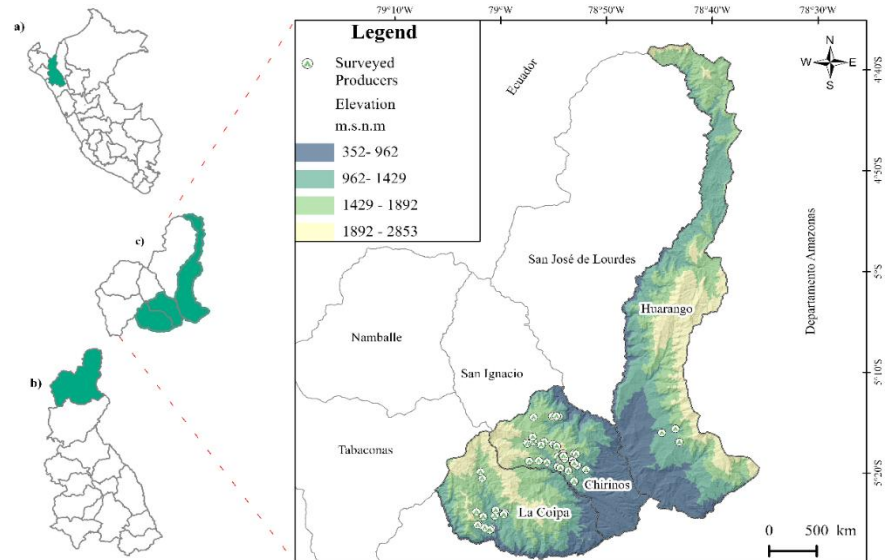 a)
c)
b)
79°10'W
79°W
78°50'W
78°40'W
78°30'W
Legend
Surveyed
Producers
Elevation
m.s.n.m
352- 962
962- 1429
1429 - 1892
1892 - 2853
Ecuador
N
W E
S
4°40'S
4°50'S
5°S
5°10'S
5°20'S
San José de Lourdes
Departamento Amazonas
Huarango
Namballe
San Ignacio
Tabaconas
Chirinos
La Coipa
0 500 km